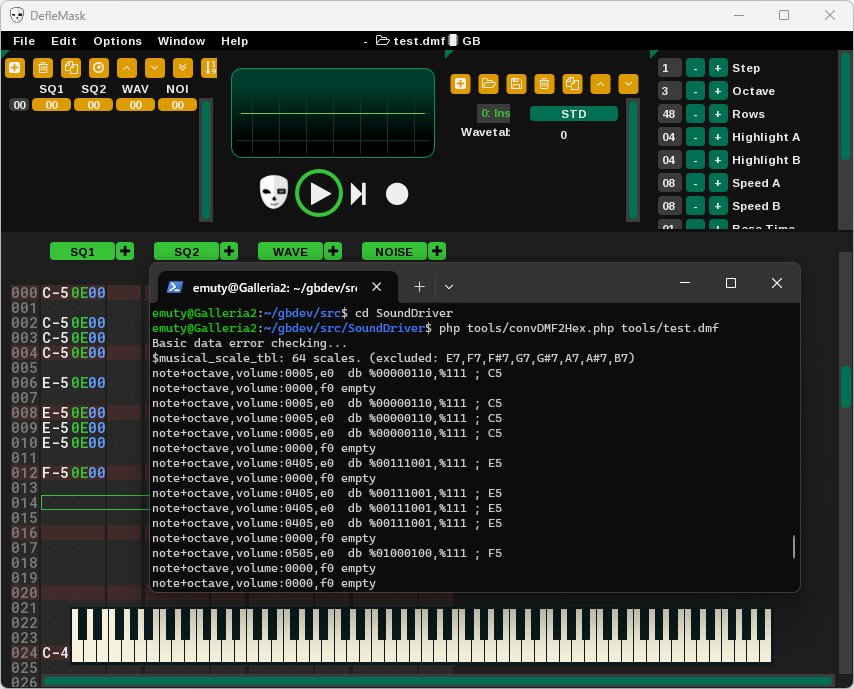 DefleMask
File Edit Options Window Help - test.dmf GB
SQ1 SQ2 WAV NOI
00 00 00 00 00
0: Ins STD
Wavetab 0
1 - + Step
3 - + Octave
48 - + Rows
04 - + Highlight A
04 - + Highlight B
08 - + Speed A
08 - + Speed B
01 - + Base Time
SQ1 + SQ2 + WAVE + NOISE +
emuty@Galleria2: ~/gbdev/src
emuty@Galleria2:~/gbdev/src$ cd SoundDriver
emuty@Galleria2:~/gbdev/src/SoundDriver$ php tools/convDMF2Hex.php tools/test.dmf
Basic data error checking...
$musical_scale_tbl: 64 scales. (excluded: E7,F7,F#7,G7,G#7,A7,A#7,B7)
note+octave,volume:0005,e0 db %00000110,%111 ; C5
note+octave,volume:0000,f0 empty
note+octave,volume:0005,e0 db %00000110,%111 ; C5
note+octave,volume:0005,e0 db %00000110,%111 ; C5
note+octave,volume:0005,e0 db %00000110,%111 ; C5
note+octave,volume:0000,f0 empty
note+octave,volume:0405,e0 db %00111001,%111 ; E5
note+octave,volume:0000,f0 empty
note+octave,volume:0405,e0 db %00111001,%111 ; E5
note+octave,volume:0405,e0 db %00111001,%111 ; E5
note+octave,volume:0405,e0 db %00111001,%111 ; E5
note+octave,volume:0000,f0 empty
note+octave,volume:0505,e0 db %01000100,%111 ; F5
note+octave,volume:0000,f0 empty
note+octave,volume:0000,f0 empty
000 C-5 0E00
001
002 C-5 0E00
003 C-5 0E00
004 C-5 0E00
005
006 E-5 0E00
007
008 E-5 0E00
009 E-5 0E00
010 E-5 0E00
011
012 F-5 0E00
013
014
015
016
017
018
019
020
021
022
023
024 C-4
025
026